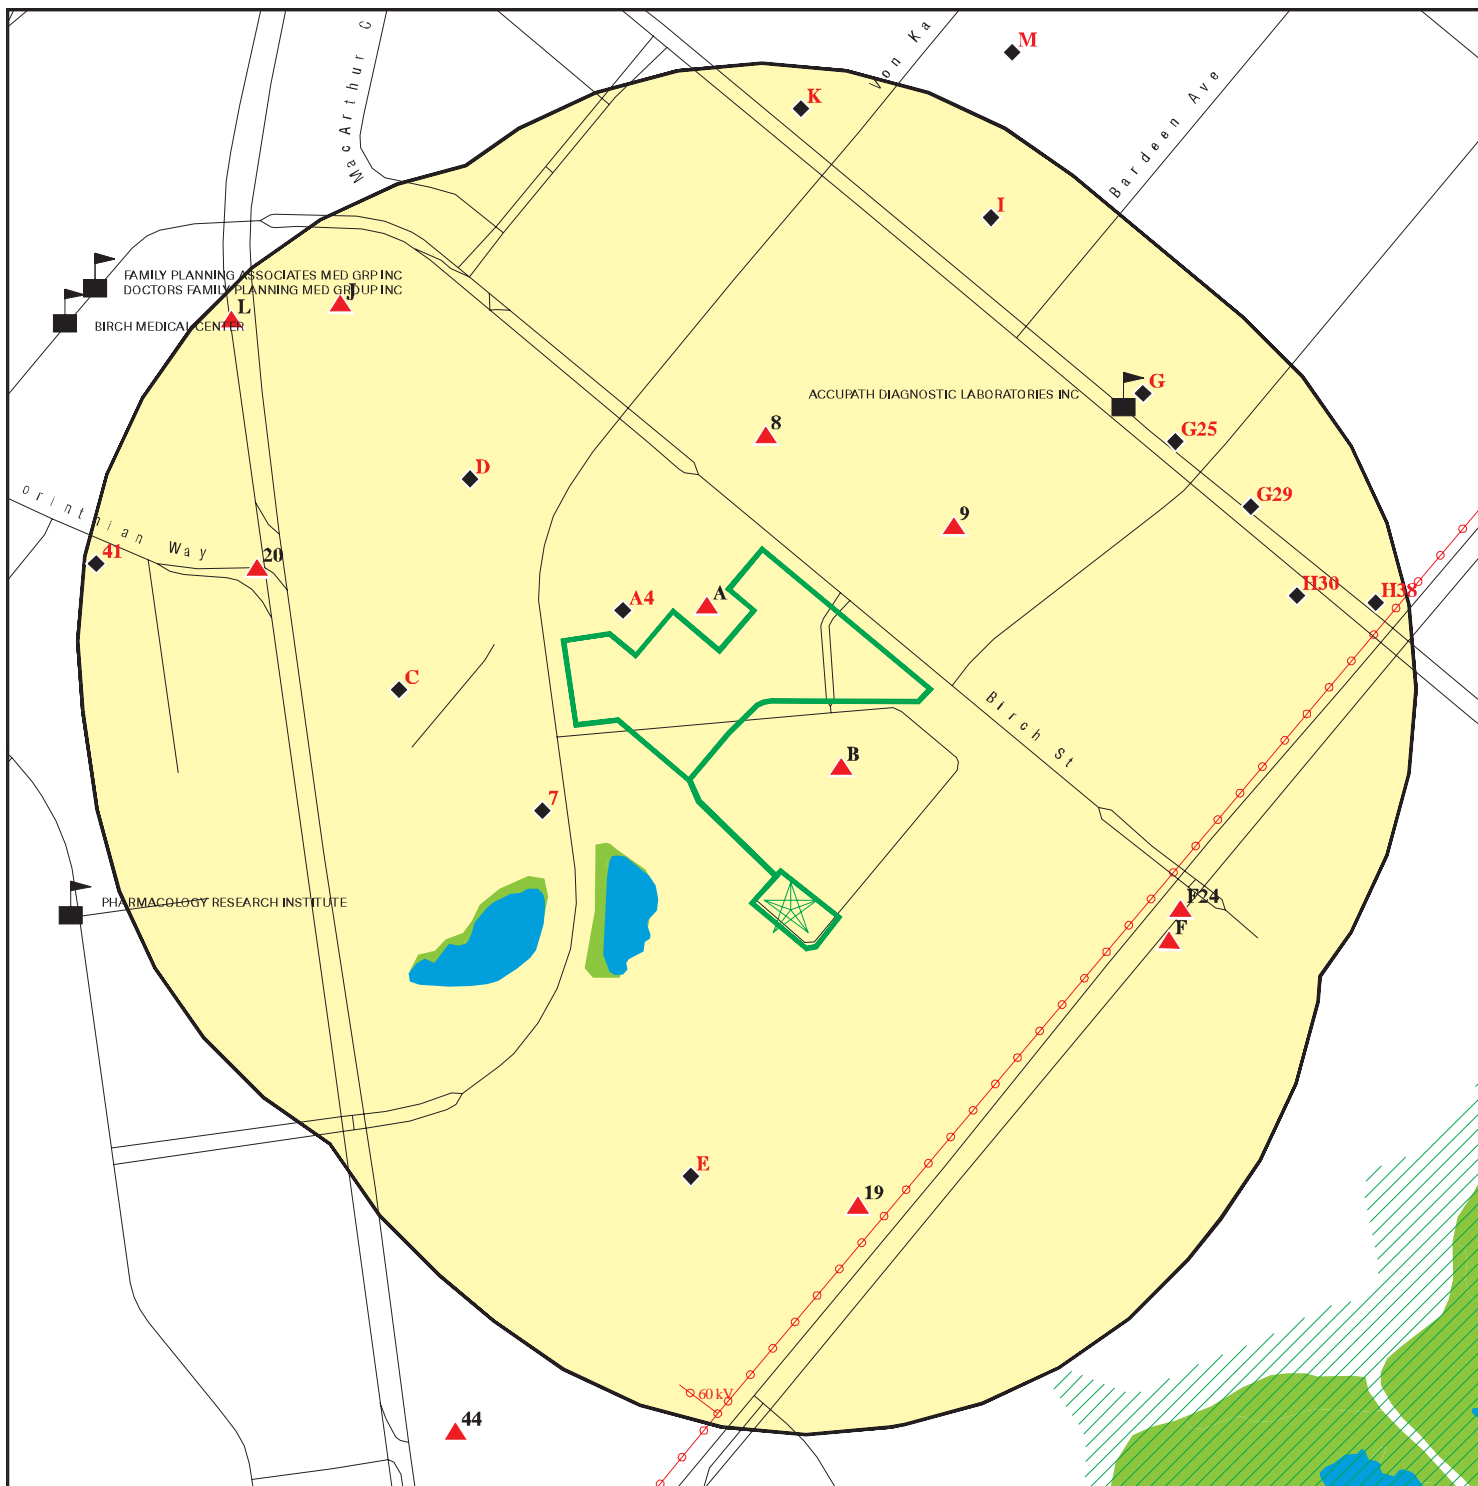 MacArthur C
Von Ka
M
K
Bardeen Ave
I
FAMILY PLANNING ASSOCIATES MED GRP INC
DOCTORS FAMILY PLANNING MED GROUP INC
J
L
BIRCH MEDICAL CENTER
G
ACCUPATH DIAGNOSTIC LABORATORIES INC
8
G25
D
G29
orinthian Way
9
41
20
H30
H38
A4
A
C
Birch St
B
7
F24
PHARMACOLOGY RESEARCH INSTITUTE
F
E
19
60 kV
44